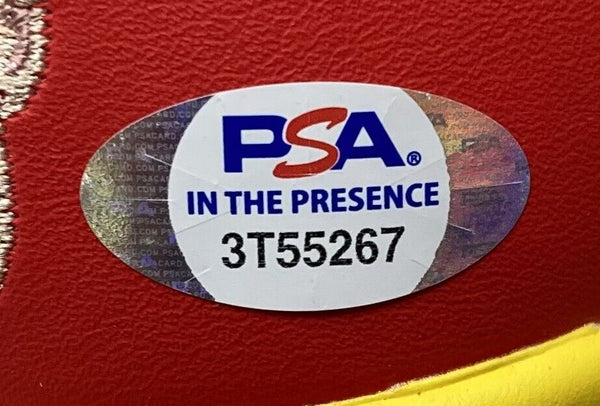 PSA®
IN THE PRESENCE
3T55267